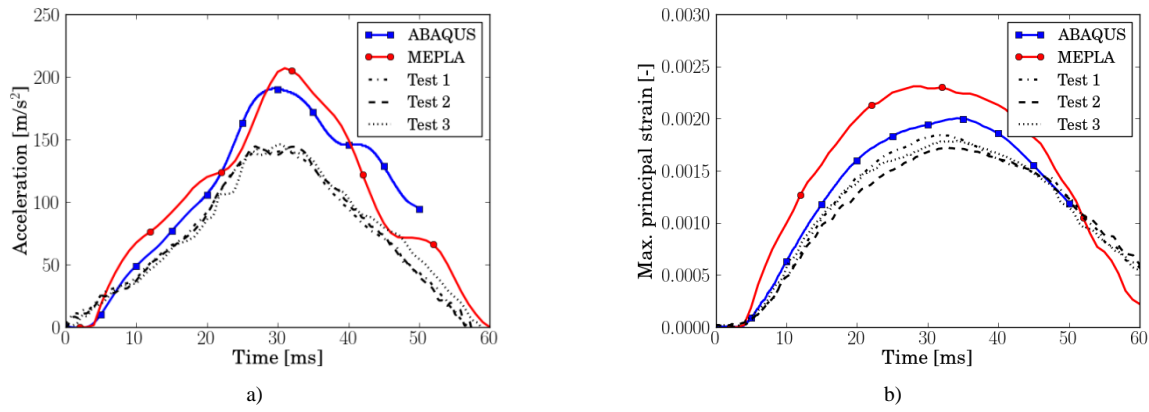 250
200
150
100
50
0
Acceleration [m/s²]
0 10 20 30 40 50 60
Time [ms]
ABAQUS
MEPLA
Test 1
Test 2
Test 3
a)
0.0030
0.0025
0.0020
0.0015
0.0010
0.0005
0.0000
Max. principal strain [-]
0 10 20 30 40 50 60
Time [ms]
ABAQUS
MEPLA
Test 1
Test 2
Test 3
b)